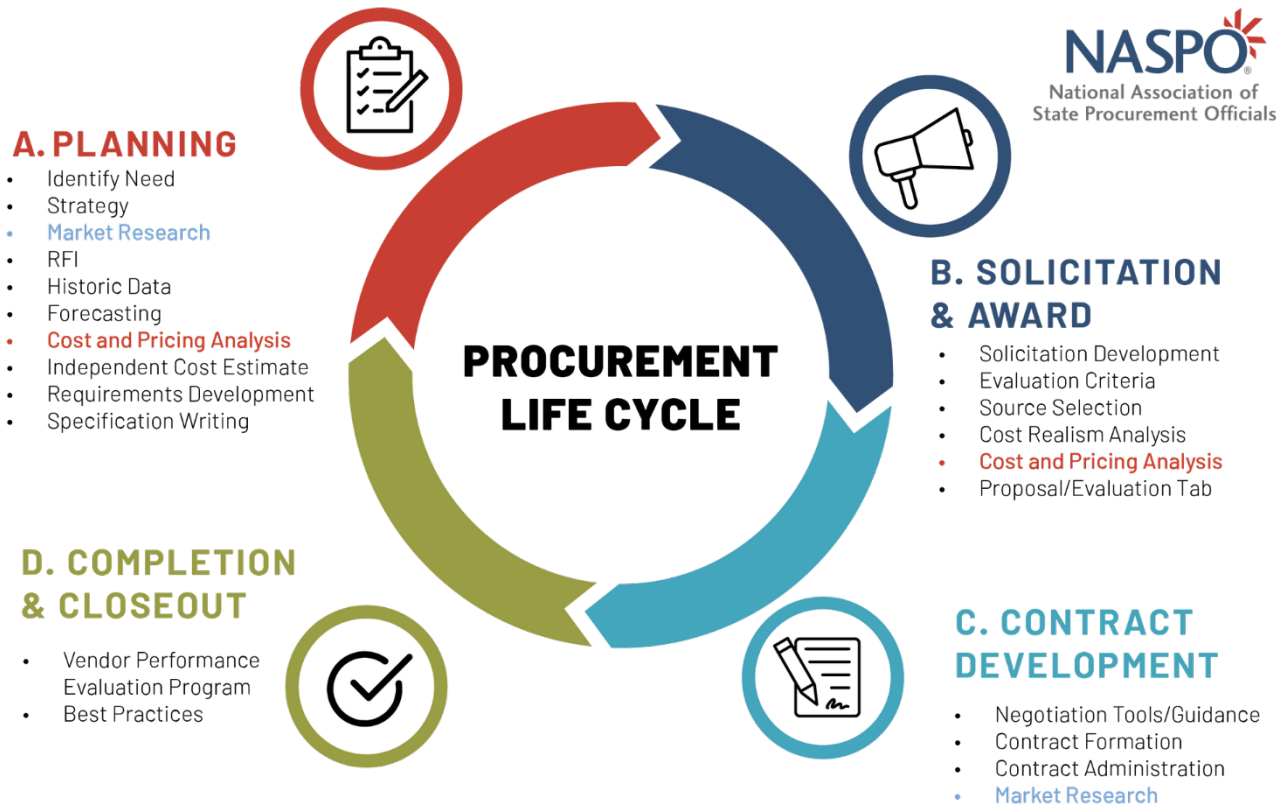 NASPO®
National Association of
State Procurement Officials
A. PLANNING
• Identify Need
• Strategy
• Market Research
• RFI
• Historic Data
• Forecasting
• Cost and Pricing Analysis
• Independent Cost Estimate
• Requirements Development
• Specification Writing
PROCUREMENT
LIFE CYCLE
B. SOLICITATION
& AWARD
• Solicitation Development
• Evaluation Criteria
• Source Selection
• Cost Realism Analysis
• Cost and Pricing Analysis
• Proposal/Evaluation Tab
C. CONTRACT
DEVELOPMENT
• Negotiation Tools/Guidance
• Contract Formation
• Contract Administration
• Market Research
D. COMPLETION
& CLOSEOUT
• Vendor Performance
Evaluation Program
• Best Practices